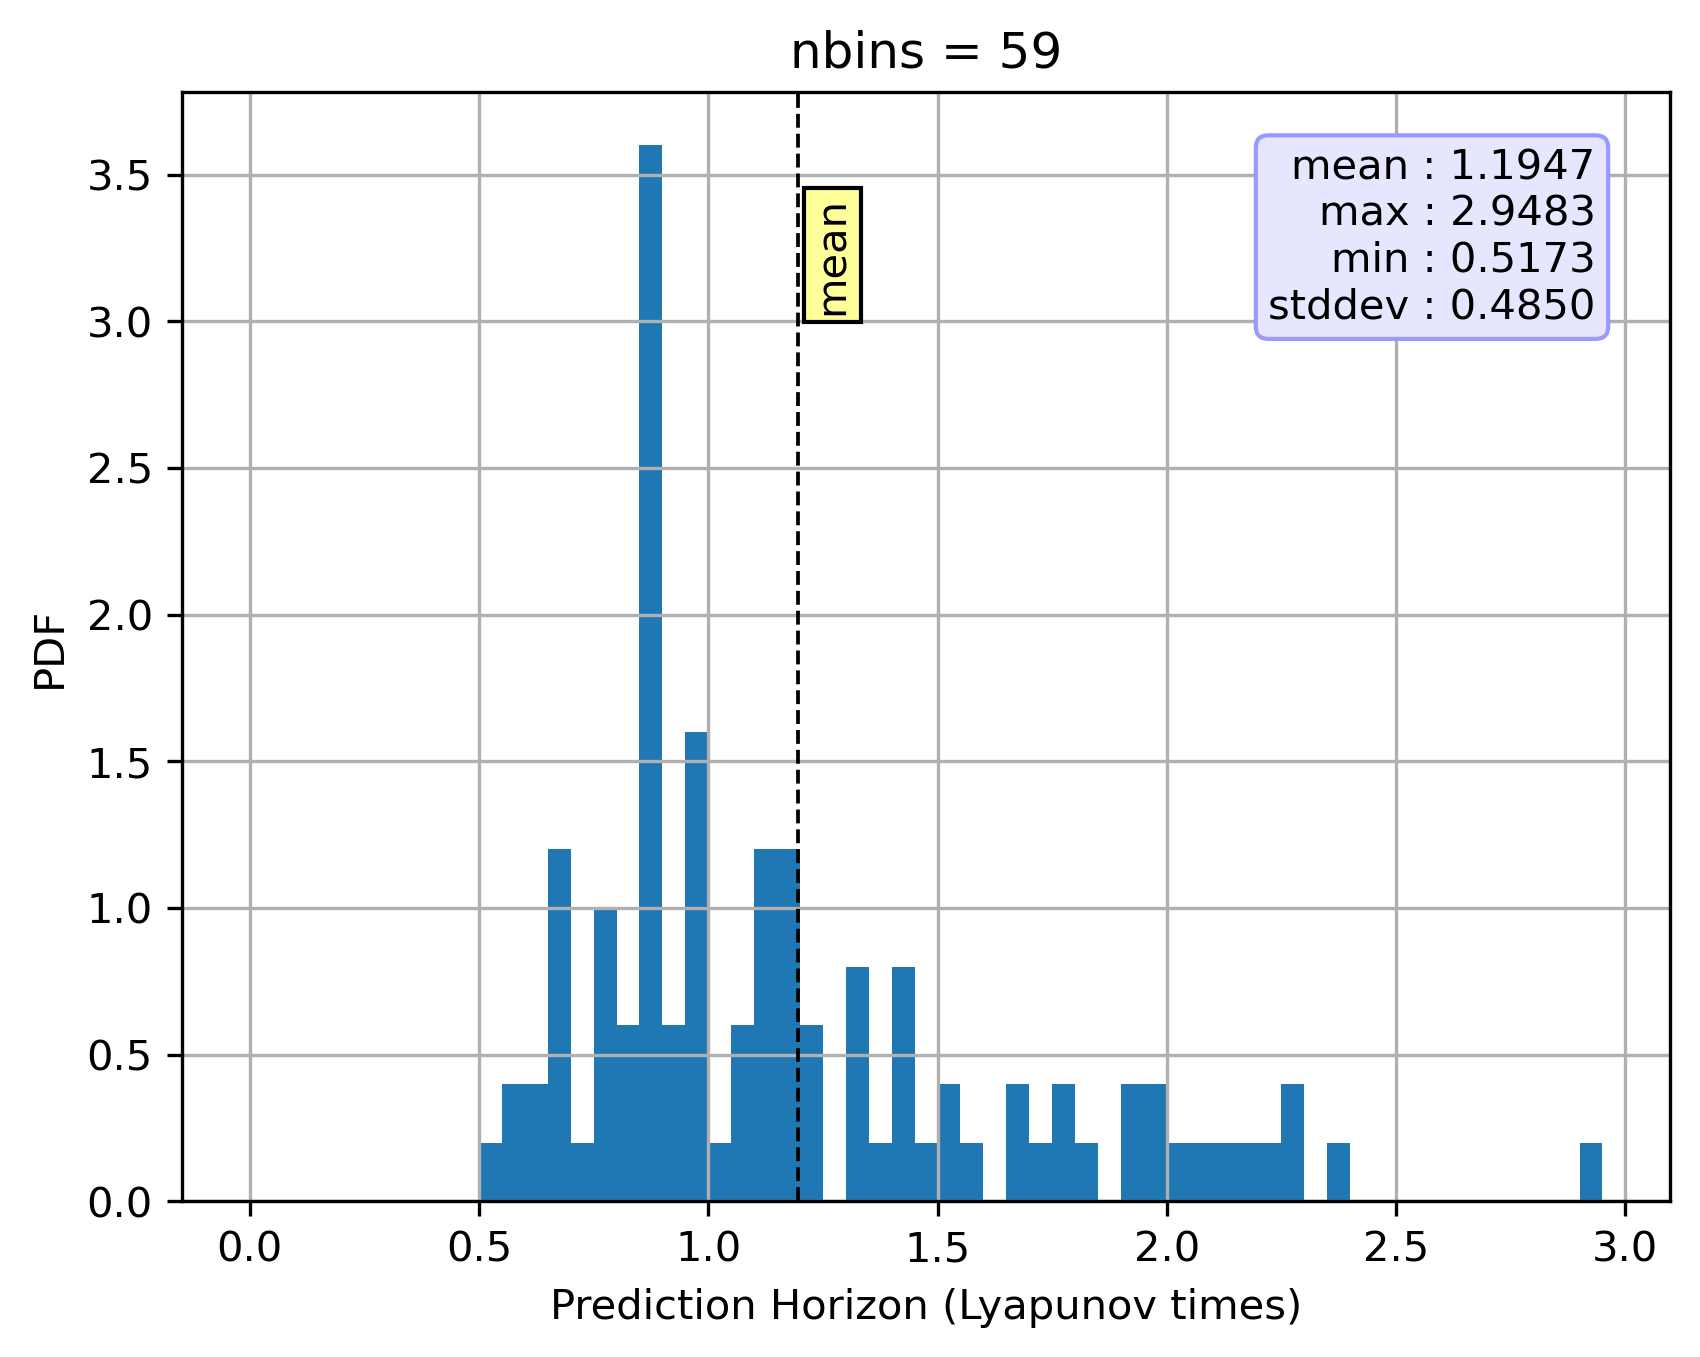 nbins = 59
mean : 1.1947
max : 2.9483
min : 0.5173
stddev : 0.4850
mean
PDF
3.5
3.0
2.5
2.0
1.5
1.0
0.5
0.0
0.0 0.5 1.0 1.5 2.0 2.5 3.0
Prediction Horizon (Lyapunov times)